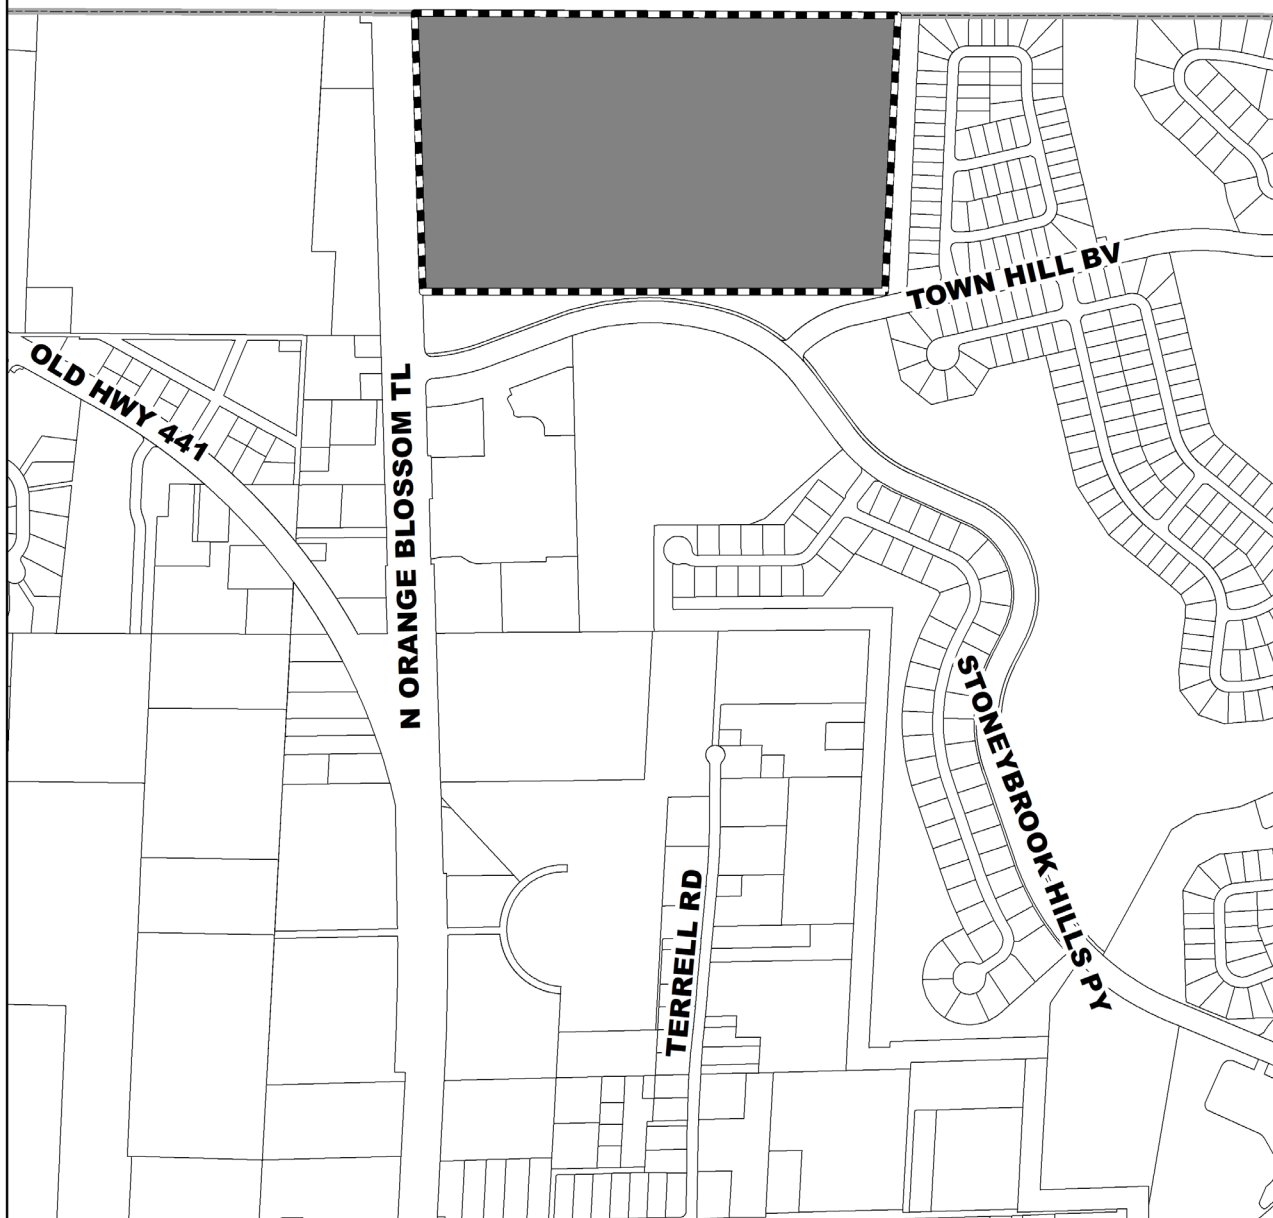 TOWN HILL BV
OLD HWY 441
N ORANGE BLOSSOM TL
STONEYBROOK HILLS PY
TERRELL RD